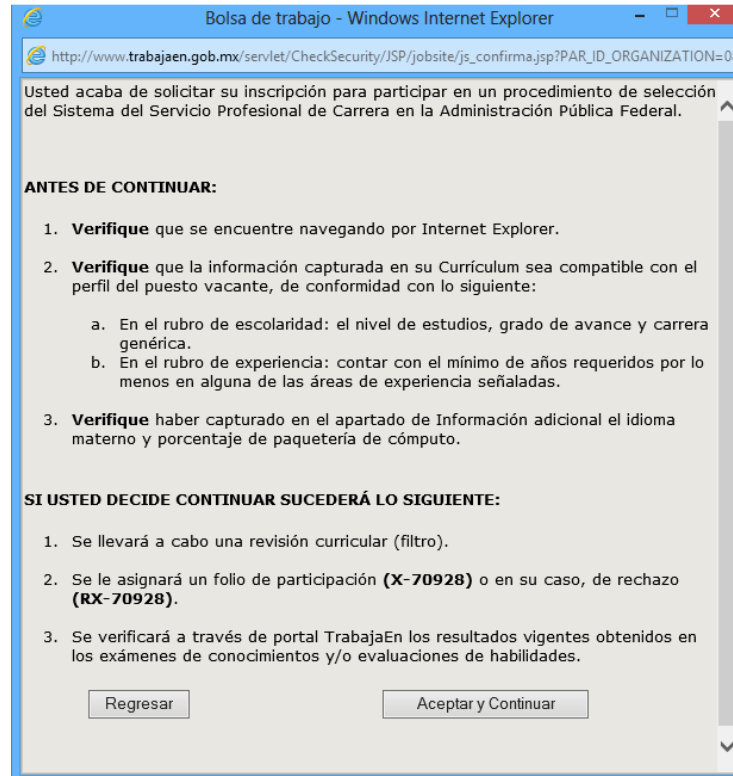 Bolsa de trabajo - Windows Internet Explorer
http://www.trabajaen.gob.mx/servlet/CheckSecurity/JSP/jobsite/js_confirma.jsp?PAR_ID_ORGANIZATION=0
Usted acaba de solicitar su inscripción para participar en un procedimiento de selección
del Sistema del Servicio Profesional de Carrera en la Administración Pública Federal.
ANTES DE CONTINUAR:
1. Verifique que se encuentre navegando por Internet Explorer.
2. Verifique que la información capturada en su Currículum sea compatible con el
perfil del puesto vacante, de conformidad con lo siguiente:
a. En el rubro de escolaridad: el nivel de estudios, grado de avance y carrera
genérica.
b. En el rubro de experiencia: contar con el mínimo de años requeridos por lo
menos en alguna de las áreas de experiencia señaladas.
3. Verifique haber capturado en el apartado de Información adicional el idioma
materno y porcentaje de paquetería de cómputo.
SI USTED DECIDE CONTINUAR SUCEDERÁ LO SIGUIENTE:
1. Se llevará a cabo una revisión curricular (filtro).
2. Se le asignará un folio de participación (X-70928) o en su caso, de rechazo
(RX-70928).
3. Se verificará a través de portal TrabajaEn los resultados vigentes obtenidos en
los exámenes de conocimientos y/o evaluaciones de habilidades.
Regresar Aceptar y Continuar